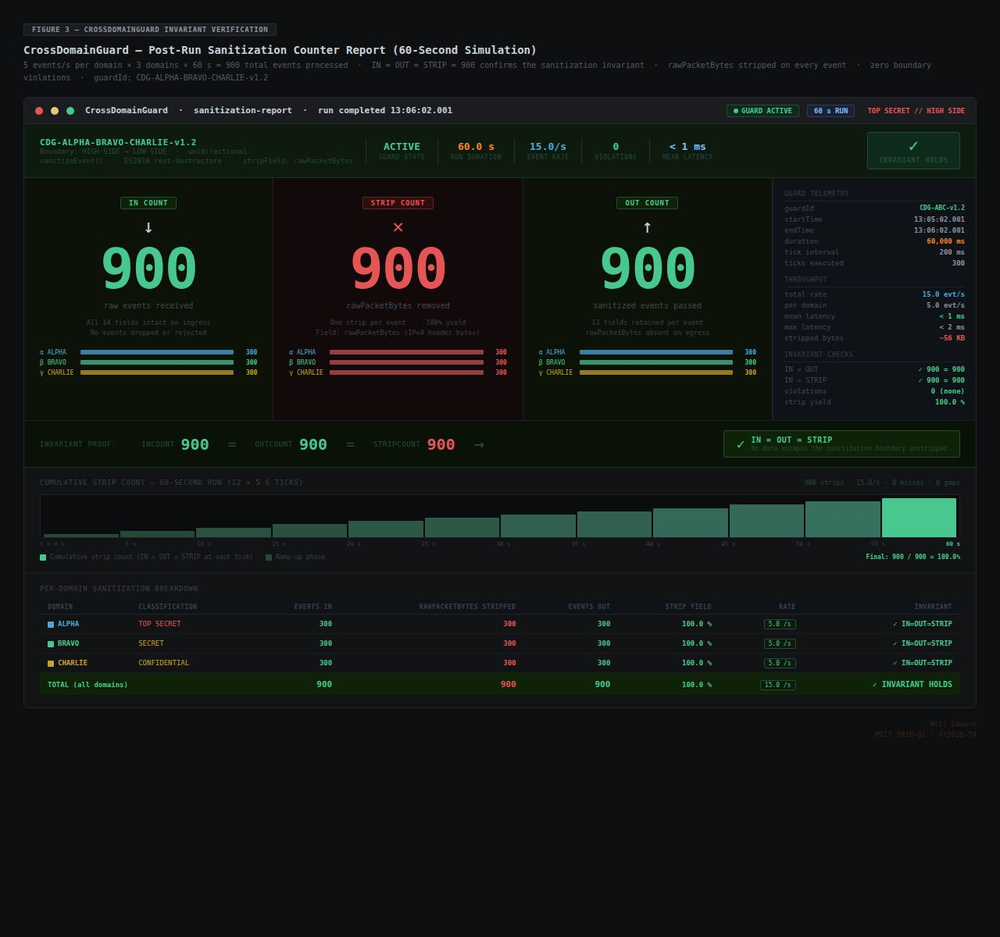 FIGURE 3 — CROSSDOMAINGUARD INVARIANT VERIFICATION
CrossDomainGuard — Post-Run Sanitization Counter Report (60-Second Simulation)
5 events/s per domain × 3 domains × 60 s = 900 total events processed · IN = OUT = STRIP = 900 confirms the sanitization invariant · rawPacketBytes stripped on every event · zero boundary
violations · guardId: CDG-ALPHA-BRAVO-CHARLIE-v1.2
CrossDomainGuard · sanitization-report · run completed 13:06:02.001
GUARD ACTIVE
60 s RUN
TOP SECRET // HIGH SIDE
CDG-ALPHA-BRAVO-CHARLIE-v1.2
Boundary: HIGH-SIDE → LOW-SIDE · unidirectional
sanitizeEvent() · ES2018 rest-destructure · stripField: rawPacketBytes
ACTIVE
GUARD STATE
60.0 s
RUN DURATION
15.0/s
EVENT RATE
0
VIOLATIONS
< 1 ms
MEAN LATENCY
✓
INVARIANT HOLDS
IN COUNT
↓
900
raw events received
All 14 fields intact on ingress
No events dropped or rejected
α ALPHA 300
β BRAVO 300
γ CHARLIE 300
STRIP COUNT
✕
900
rawPacketBytes removed
One strip per event · 100% yield
Field: rawPacketBytes (IPv4 header bytes)
α ALPHA 300
β BRAVO 300
γ CHARLIE 300
OUT COUNT
↑
900
sanitized events passed
13 fields retained per event
rawPacketBytes absent on egress
α ALPHA 300
β BRAVO 300
γ CHARLIE 300
GUARD TELEMETRY
guardId CDG-ABC-v1.2
startTime 13:05:02.001
endTime 13:06:02.001
duration 60,000 ms
tick interval 200 ms
ticks executed 300
THROUGHPUT
total rate 15.0 evt/s
per domain 5.0 evt/s
mean latency < 1 ms
max latency < 2 ms
stripped bytes ~56 KB
INVARIANT CHECKS
IN = OUT ✓ 900 = 900
IN = STRIP ✓ 900 = 900
violations 0 (none)
strip yield 100.0 %
INVARIANT PROOF: INCOUNT 900 = OUTCOUNT 900 = STRIPCOUNT 900 →
✓ IN = OUT = STRIP
No data escapes the sanitization boundary unstripped
CUMULATIVE STRIP COUNT — 60-SECOND RUN (12 × 5 S TICKS)
900 strips · 15.0/s · 0 misses · 0 gaps
t = 0 s 5 s 10 s 15 s 20 s 25 s 30 s 35 s 40 s 45 s 50 s 55 s 60 s
Cumulative strip count (IN = OUT = STRIP at each tick) Ramp-up phase
Final: 900 / 900 = 100.0%
PER-DOMAIN SANITIZATION BREAKDOWN
DOMAIN CLASSIFICATION EVENTS IN RAWPACKETBYTES STRIPPED EVENTS OUT STRIP YIELD RATE INVARIANT
ALPHA TOP SECRET 300 300 300 100.0 % 5.0 /s ✓ IN=OUT=STRIP
BRAVO SECRET 300 300 300 100.0 % 5.0 /s ✓ IN=OUT=STRIP
CHARLIE CONFIDENTIAL 300 300 300 100.0 % 5.0 /s ✓ IN=OUT=STRIP
TOTAL (all domains) 900 900 900 100.0 % 15.0 /s ✓ INVARIANT HOLDS
Will Lawson
MSIT 5910-01 · AY2026-T4